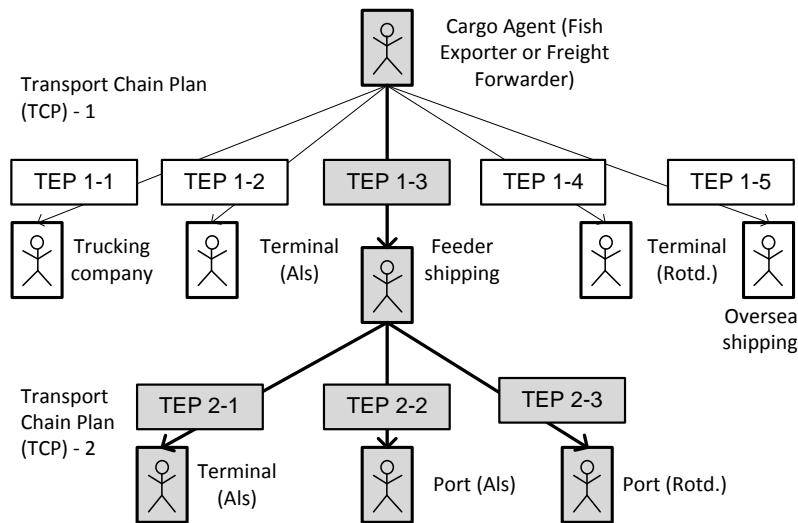 Cargo Agent (Fish
Exporter or Freight
Forwarder)
Transport Chain Plan
(TCP) - 1
TEP 1-1
TEP 1-2
TEP 1-3
TEP 1-4
TEP 1-5
Trucking
company
Terminal
(Als)
Feeder
shipping
Terminal
(Rotd.)
Oversea
shipping
Transport
Chain Plan
(TCP) - 2
TEP 2-1
TEP 2-2
TEP 2-3
Terminal
(Als)
Port (Als)
Port (Rotd.)